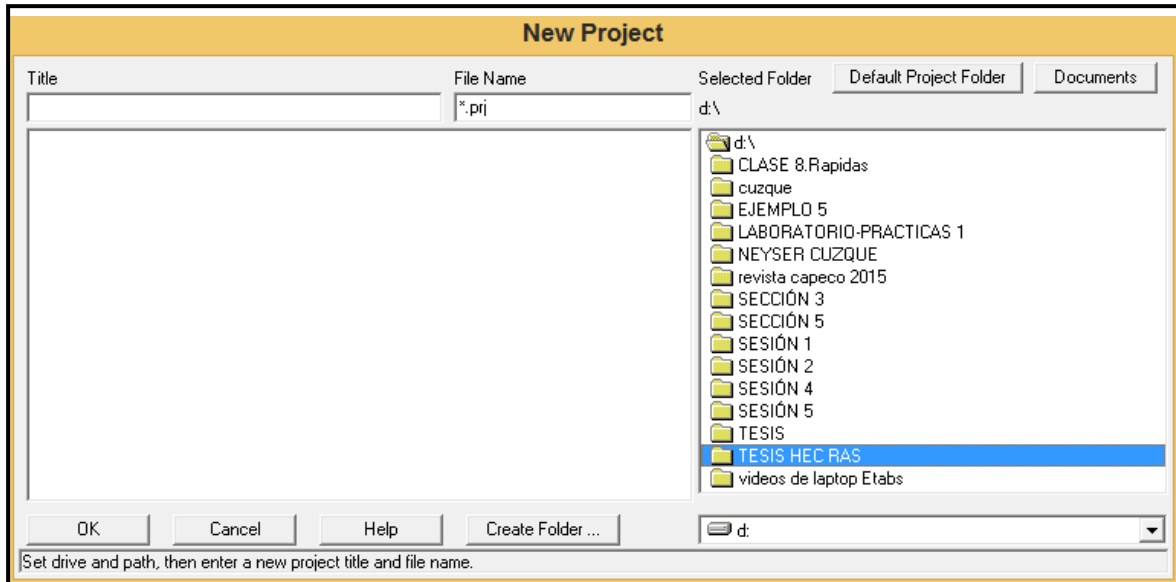 New Project
Title
File Name
Selected Folder
Default Project Folder
Documents
*.prj
d:\
d:\
CLASE 8.Rapidas
cuzque
EJEMPLO 5
LABORATORIO-PRACTICAS 1
NEYSER CUZQUE
revista capeco 2015
SECCIÓN 3
SECCIÓN 5
SESIÓN 1
SESIÓN 2
SESIÓN 4
SESIÓN 5
TESIS
TESIS HEC RAS
videos de laptop Etabs
OK
Cancel
Help
Create Folder ...
d:
Set drive and path, then enter a new project title and file name.